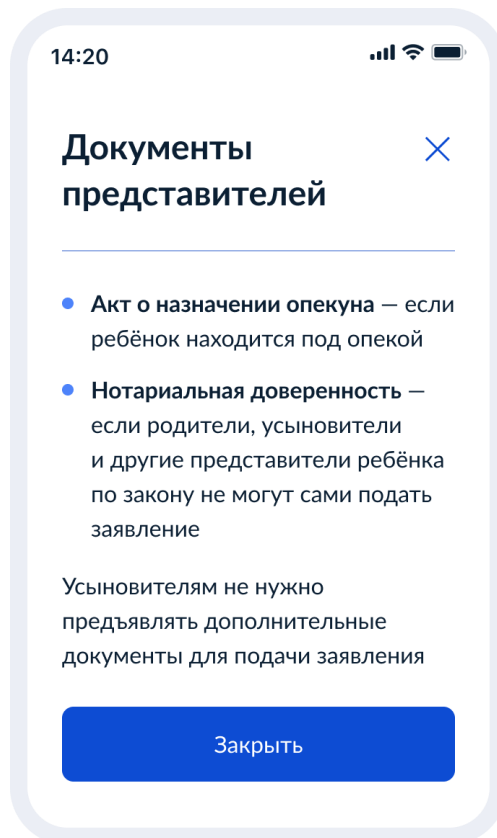 14:20
Документы
представителей
Акт о назначении опекуна — если
ребёнок находится под опекой
Нотариальная доверенность —
если родители, усыновители
и другие представители ребёнка
по закону не могут сами подать
заявление
Усыновителям не нужно
предъявлять дополнительные
документы для подачи заявления
Закрыть